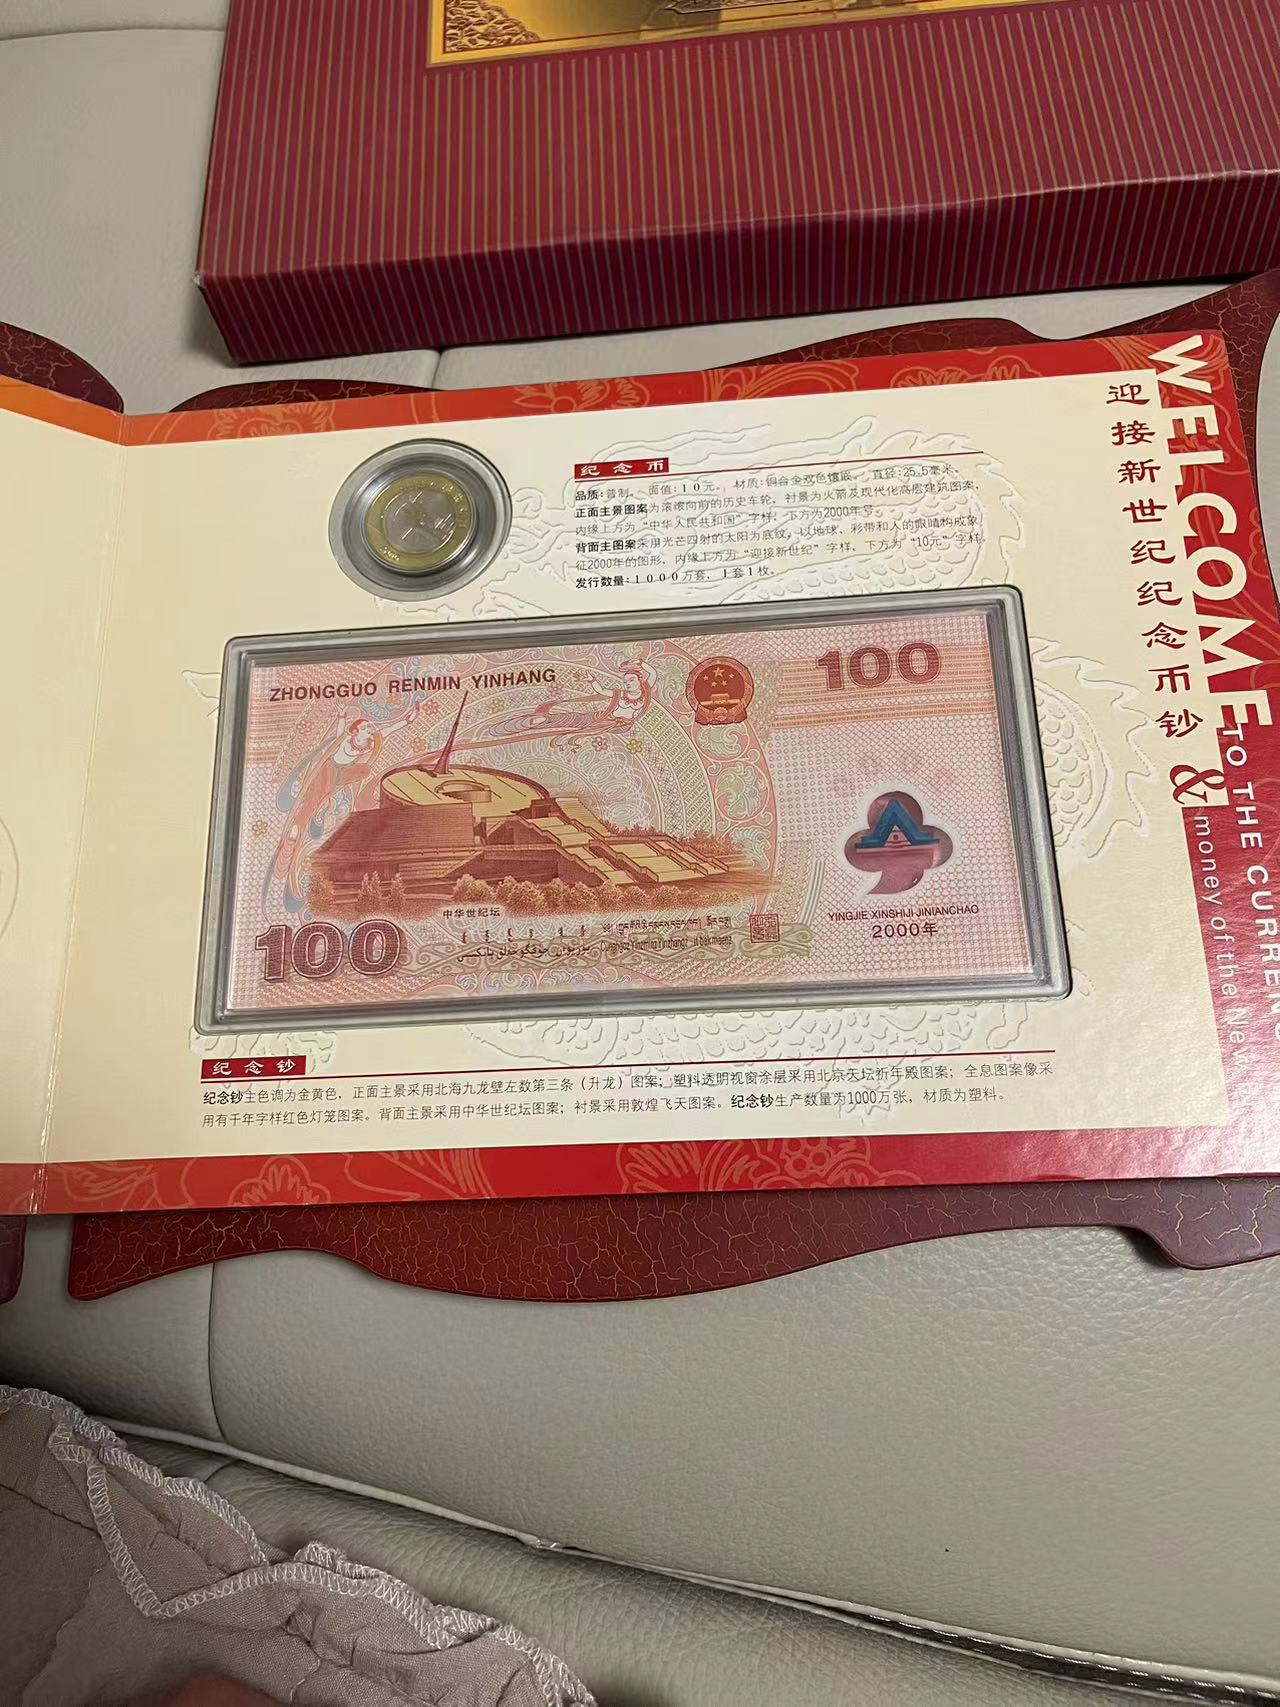 纪念币
品质:普制。 面值:10元。 材质:铜合金双色镶嵌。 直径:25.5毫米。
正面主景图案为滚滚向前的历史车轮，衬景为火箭及现代化高层建筑图案，
内缘上方为“中华人民共和国”字样，下方为2000年号。
背面主图案采用光芒四射的太阳为底纹，以地球、彩带和人的眼睛构成象
征2000年的图形，内缘上方为“迎接新世纪”字样，下方为“10元”字样。
发行数量:1000万套，1套1枚。
ZHONGGUO RENMIN YINHANG
100
中华世纪坛
Cunghgoz Yinzminz Yinzhangz It bak maenz
100
YINGJIE XINSHIJI JINIANCHAO
2000年
纪念钞
纪念钞主色调为金黄色，正面主景采用北海九龙壁左数第三条（升龙）图案；塑料透明视窗涂层采用北京天坛祈年殿图案；全息图案像采
用有千年字样红色灯笼图案。背面主景采用中华世纪坛图案；衬景采用敦煌飞天图案。纪念钞生产数量为1000万张，材质为塑料。
迎接新世纪纪念币钞
WELCOME
TO THE
& money of the New